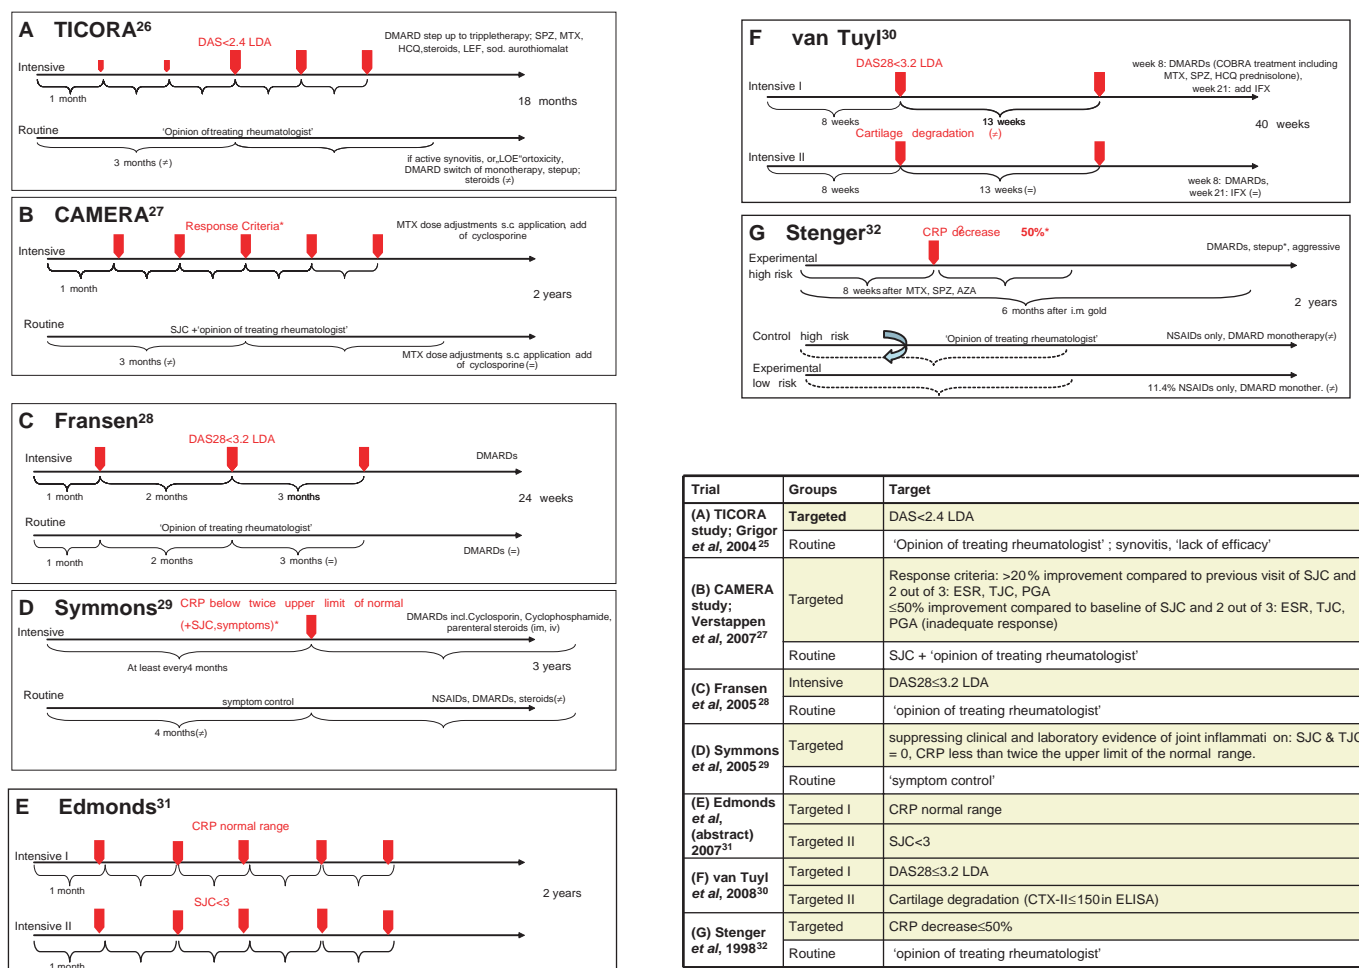 A TICORA26
DAS<2.4 LDA
DMARD step up to trippletherapy; SPZ, MTX,
HCQ,steroids, LEF, sod. aurothiomalat
Intensive
1 month
18 months
Routine
'Opinion oftreating rheumatologist'
3 months (≠)
if active synovitis, or„LOE"ortoxicity,
DMARD switch of monotherapy, stepup;
steroids (≠)
B CAMERA27
Response Criteria*
MTX dose adjustments s.c. application, add
of cyclosporine
Intensive
1 month
2 years
Routine
SJC +'opinion of treating rheumatologist'
3 months (≠)
MTX dose adjustments, s.c. application add
of cyclosporine (=)
C Fransen28
DAS28<3.2 LDA
Intensive
DMARDs
1 month
2 months
3 months
24 weeks
Routine
'Opinion of treating rheumatologist'
1 month
2 months
3 months (=)
DMARDs (=)
D Symmons29
CRP below twice upper limit of normal
(+SJC,symptoms)*
DMARDs incl.Cyclosporin, Cyclophosphamide,
parenteral steroids (im, iv)
Intensive
At least every4 months
3 years
Routine
symptom control
NSAIDs, DMARDs, steroids(≠)
4 months(≠)
E Edmonds31
CRP normal range
Intensive I
1 month
2 years
SJC<3
Intensive II
1 month
F van Tuyl30
DAS28<3.2 LDA
week 8: DMARDs (COBRA treatment including
MTX, SPZ, HCQ prednisolone),
week 21: add IFX
Intensive I
8 weeks
13 weeks
40 weeks
Cartilage degradation (≠)
Intensive II
8 weeks
13 weeks (=)
week 8: DMARDs,
week 21: IFX (=)
G Stenger32
CRP decrease 50%*
DMARDs, stepup*, aggressive
Experimental
high risk
8 weeks after MTX, SPZ, AZA
6 months after i.m. gold
2 years
Control high risk
'Opinion of treating rheumatologist'
NSAIDs only, DMARD monotherapy(≠)
Experimental
low risk
11.4% NSAIDs only, DMARD monother. (≠)
Trial Groups Target
(A) TICORA
study; Grigor
et al, 2004 25
Targeted DAS<2.4 LDA
Routine 'Opinion of treating rheumatologist' ; synovitis, 'lack of efficacy'
(B) CAMERA
study;
Verstappen
et al, 2007 27
Targeted
Response criteria: >20% improvement compared to previous visit of SJC and
2 out of 3: ESR, TJC, PGA
≤50% improvement compared to baseline of SJC and 2 out of 3: ESR, TJC,
PGA (inadequate response)
Routine SJC + 'opinion of treating rheumatologist'
(C) Fransen
et al, 2005 28
Intensive DAS28≤3.2 LDA
Routine 'opinion of treating rheumatologist'
(D) Symmons
et al, 2005 29
Targeted
suppressing clinical and laboratory evidence of joint inflammati on: SJC & TJC
= 0, CRP less than twice the upper limit of the normal range.
Routine 'symptom control'
(E) Edmonds
et al,
(abstract)
2007 31
Targeted I CRP normal range
Targeted II SJC<3
(F) van Tuyl
et al, 2008 30
Targeted I DAS28≤3.2 LDA
Targeted II Cartilage degradation (CTX-II≤150in ELISA)
(G) Stenger
et al, 1998 32
Targeted CRP decrease≤50%
Routine 'opinion of treating rheumatologist'